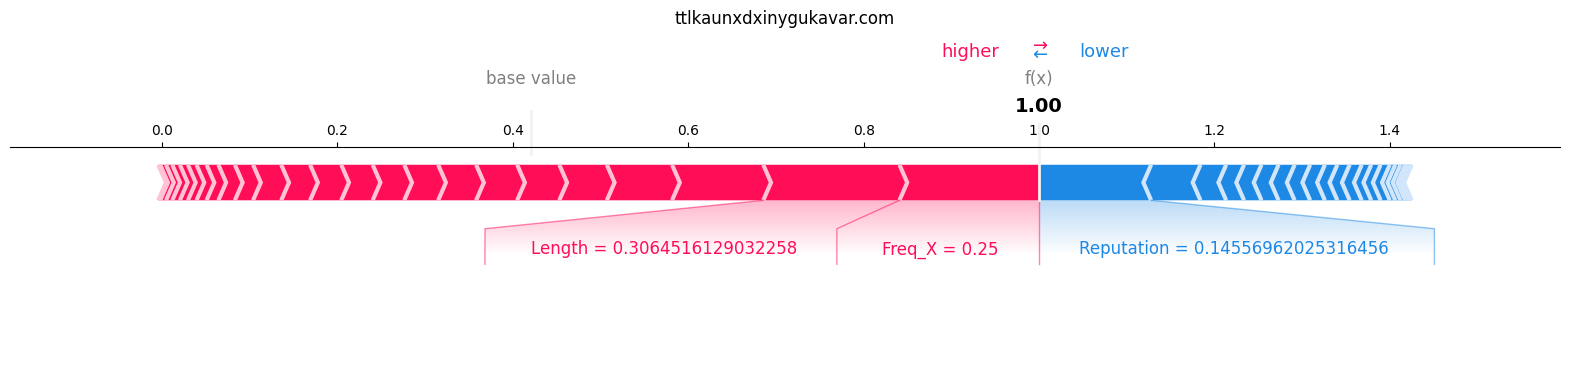 ttlkaunxdxinygukavar.com
higher ⇄ lower
base value f(x)
1.00
0.0 0.2 0.4 0.6 0.8 1 0 1.2 1.4
Length = 0.3064516129032258 Freq_X = 0.25 Reputation = 0.14556962025316456